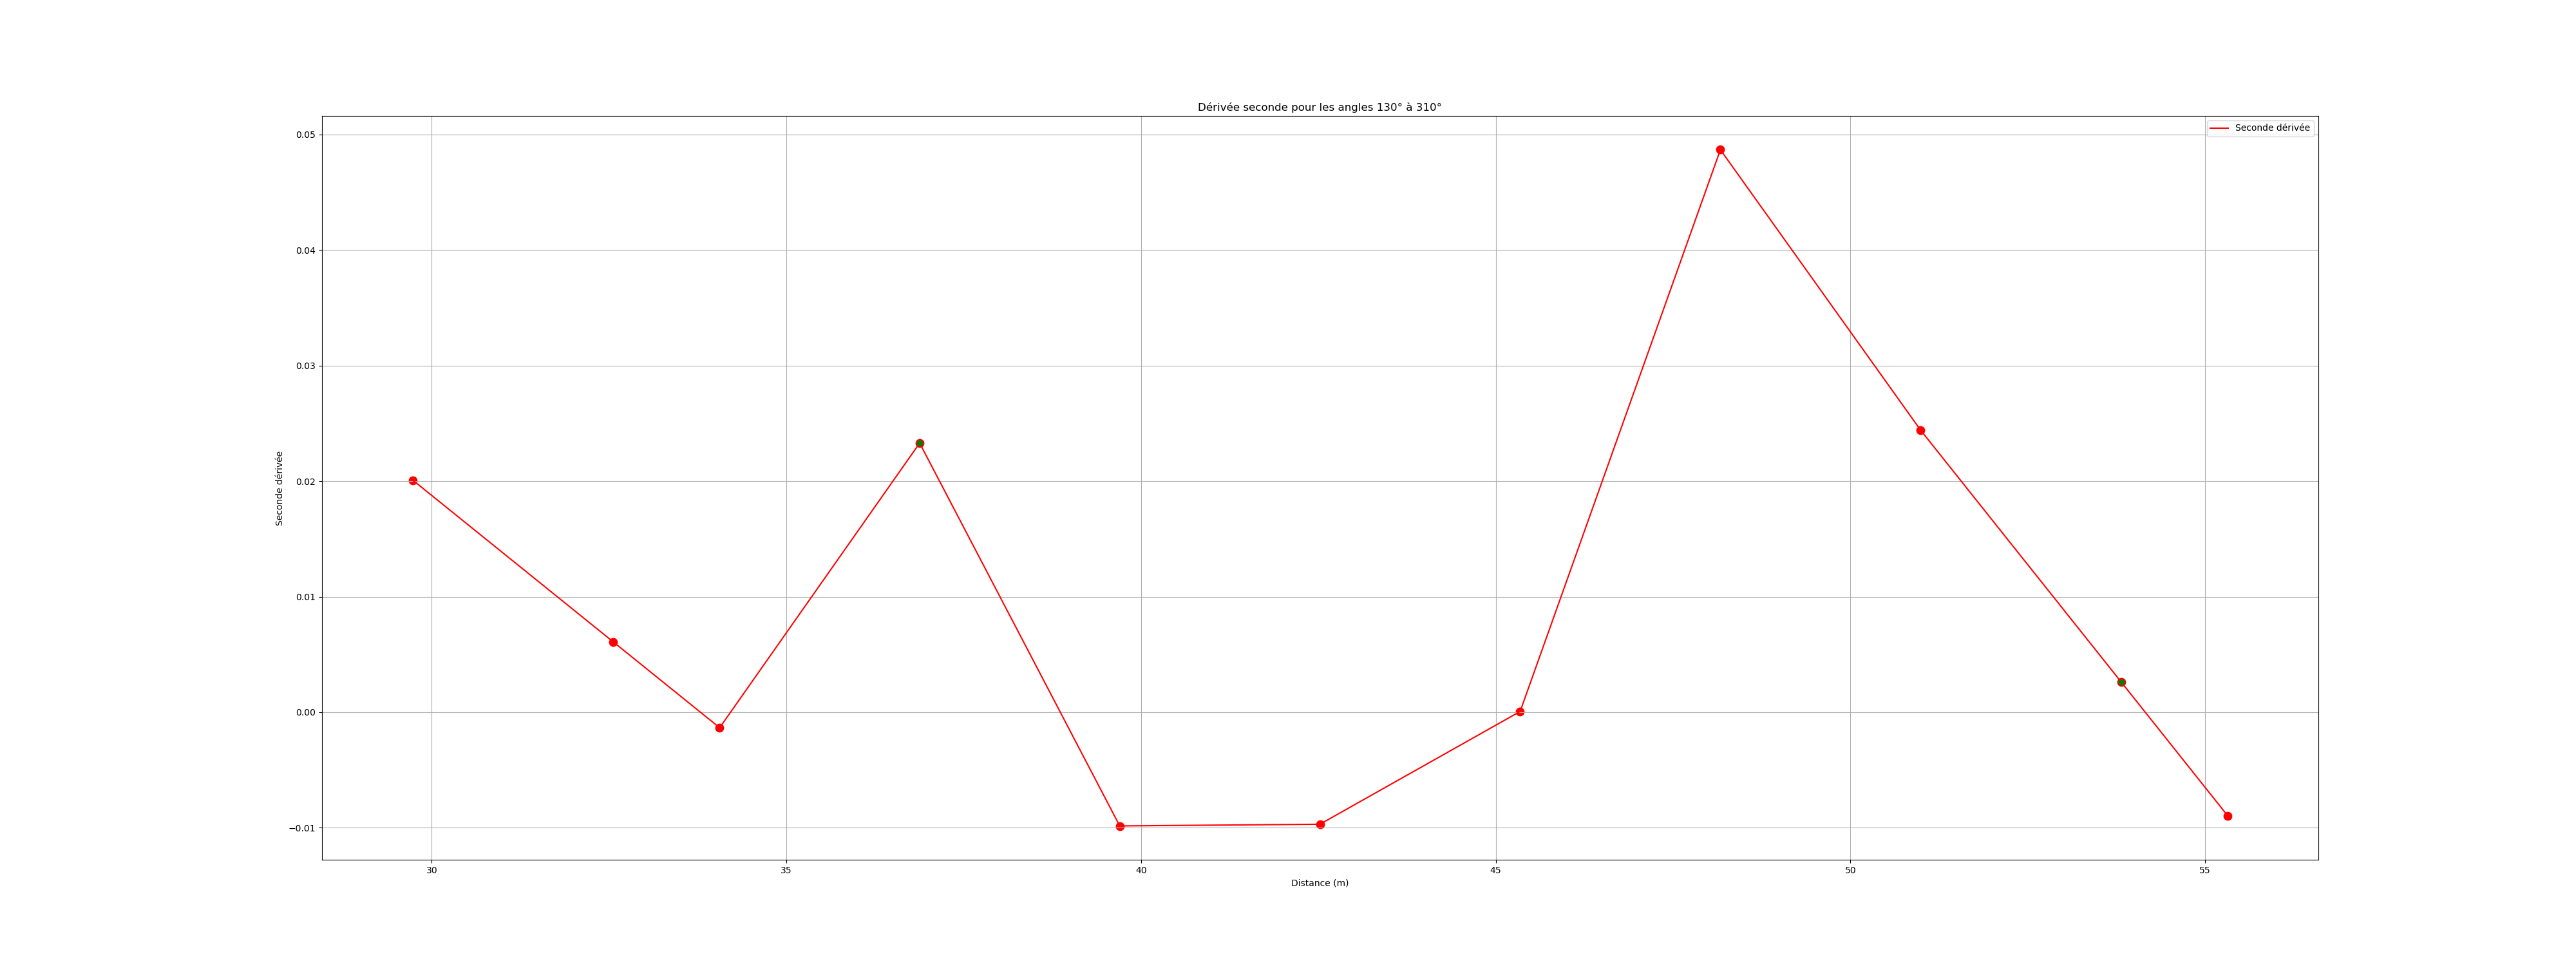 Dérivée seconde pour les angles 130° à 310°
Seconde dérivée
0.05
0.04
0.03
0.02
0.01
0.00
−0.01
Seconde dérivée
30 35 40 45 50 55
Distance (m)